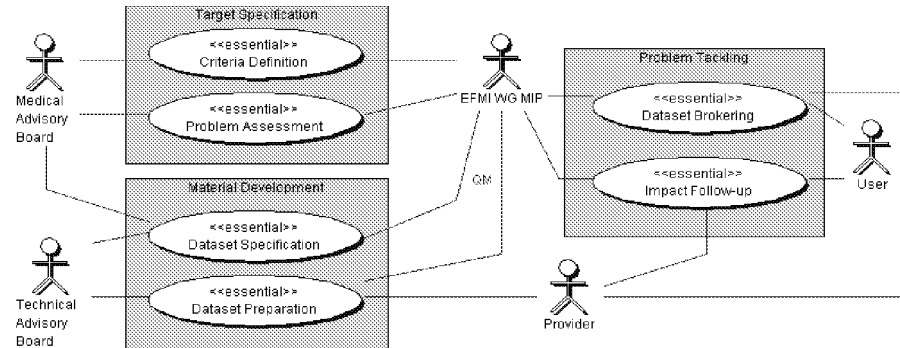 Target Specification
<<essential>>
Criteria Definition
<<essential>>
Problem Assessment
Medical
Advisory
Board
EFMI WG MIP
Problem Tackling
<<essential>>
Dataset Brokering
<<essential>>
Impact Follow-up
User
Material Development
QM
<<essential>>
Dataset Specification
<<essential>>
Dataset Preparation
Technical
Advisory
Board
Provider